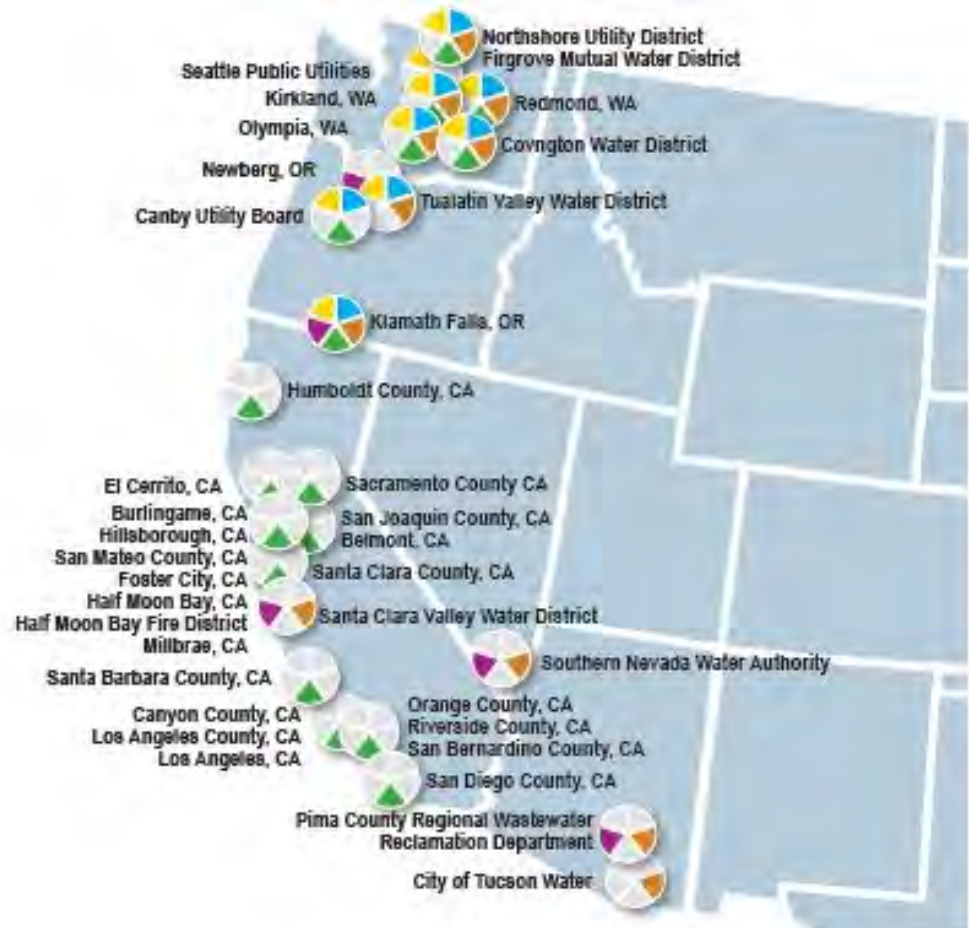 Northshore Utility District
Firgrove Mutual Water District
Seattle Public Utilities
Kirkland, WA
Redmond, WA
Olympia, WA
Covngton Water District
Newberg, OR
Tualatin Valley Water District
Canby Utility Board
Klamath Falls, OR
Humboldt County, CA
El Cerrito, CA
Sacramento County CA
Burlingame, CA
San Joaquin County, CA
Hillsborough, CA
Belmont, CA
San Mateo County, CA
Foster City, CA
Santa Clara County, CA
Half Moon Bay, CA
Half Moon Bay Fire District
Santa Clara Valley Water District
Millbrae, CA
Southern Nevada Water Authority
Santa Barbara County, CA
Orange County, CA
Canyon County, CA
Riverside County, CA
Los Angeles County, CA
San Bernardino County, CA
Los Angeles, CA
San Diego County, CA
Pima County Regional Wastewater
Reclamation Department
City of Tucson Water